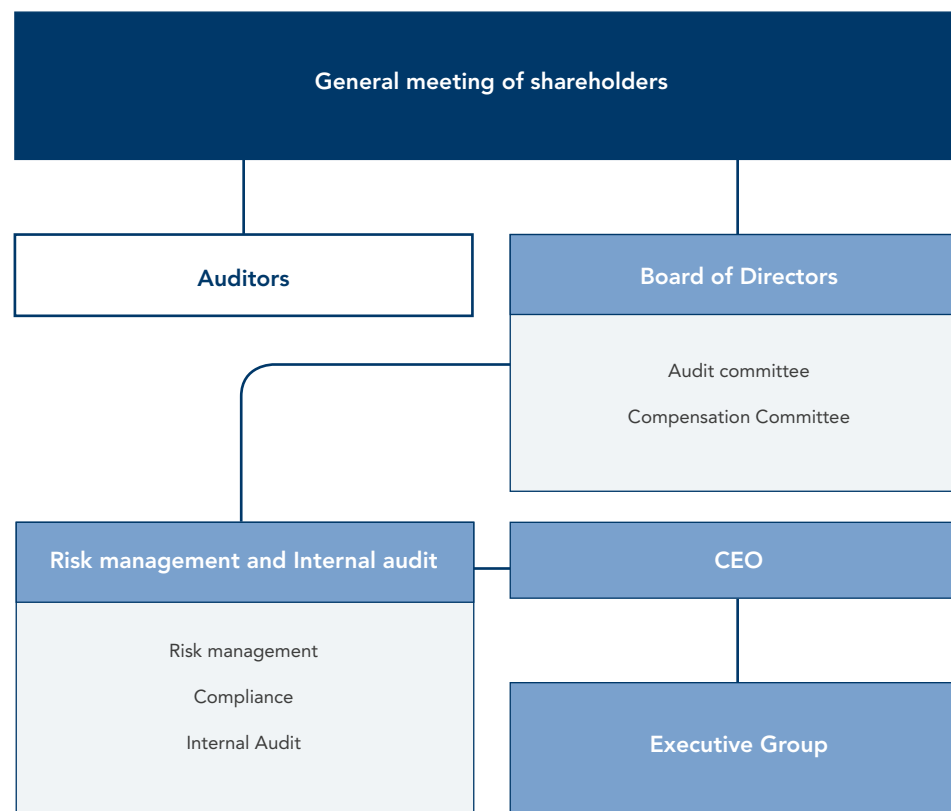 General meeting of shareholders
Auditors
Board of Directors
Audit committee
Compensation Committee
Risk management and Internal audit
CEO
Risk management
Compliance
Internal Audit
Executive Group